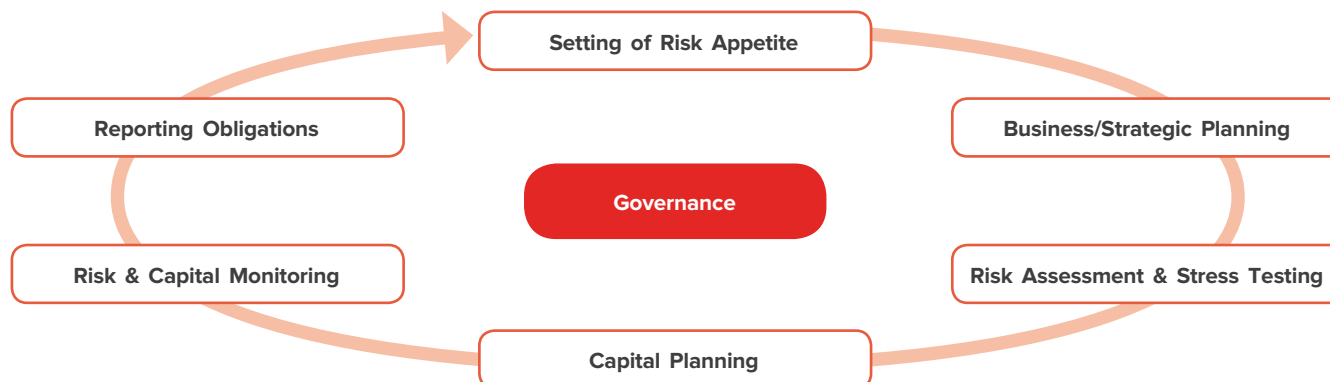 Setting of Risk Appetite
Reporting Obligations
Business/Strategic Planning
Governance
Risk & Capital Monitoring
Risk Assessment & Stress Testing
Capital Planning